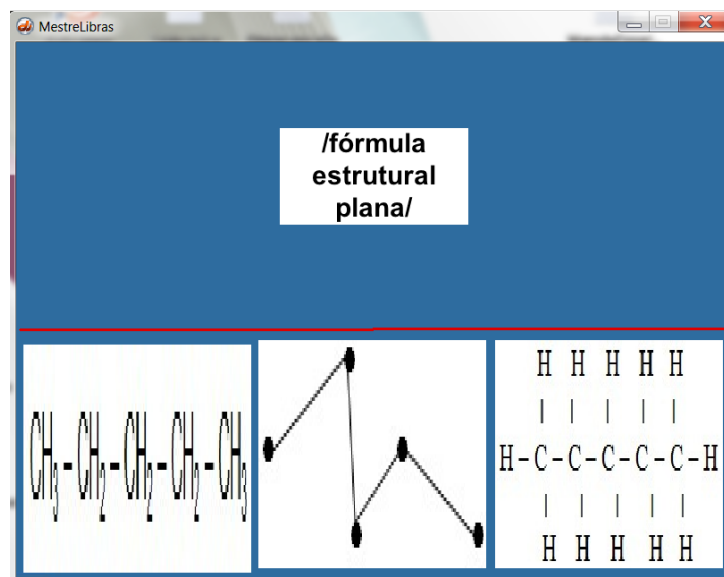 MestreLibras
/fórmula
estrutural
plana/
CH3-CH2-CH2-CH2-CH3
H H H H H
| | | | |
H-C-C-C-C-C-H
| | | | |
H H H H H